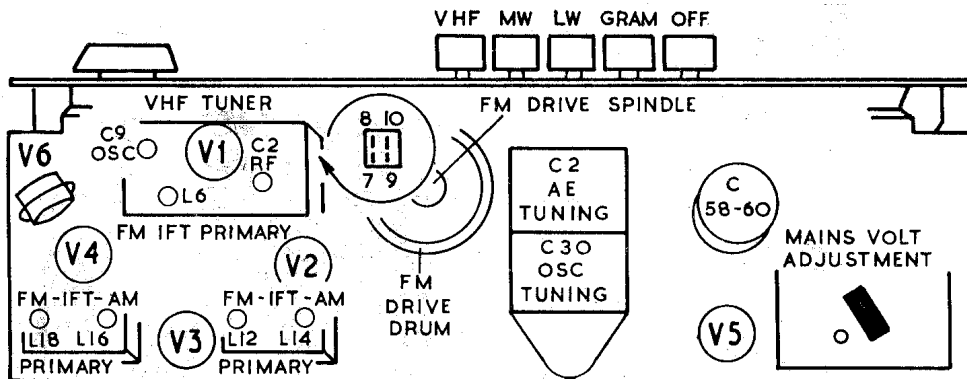 VHF MW LW GRAM OFF
VHF TUNER
FM DRIVE SPINDLE
C9
OSC
V1
C2
RF
L6
8 10
7 9
V6
FM IFT PRIMARY
C2
AE
TUNING
C30
OSC
TUNING
C
58-60
MAINS VOLT
ADJUSTMENT
V4
V2
FM
DRIVE
DRUM
FM-IFT-AM
L18 L16
PRIMARY
V3
FM-IFT-AM
L12 L14
PRIMARY
V5